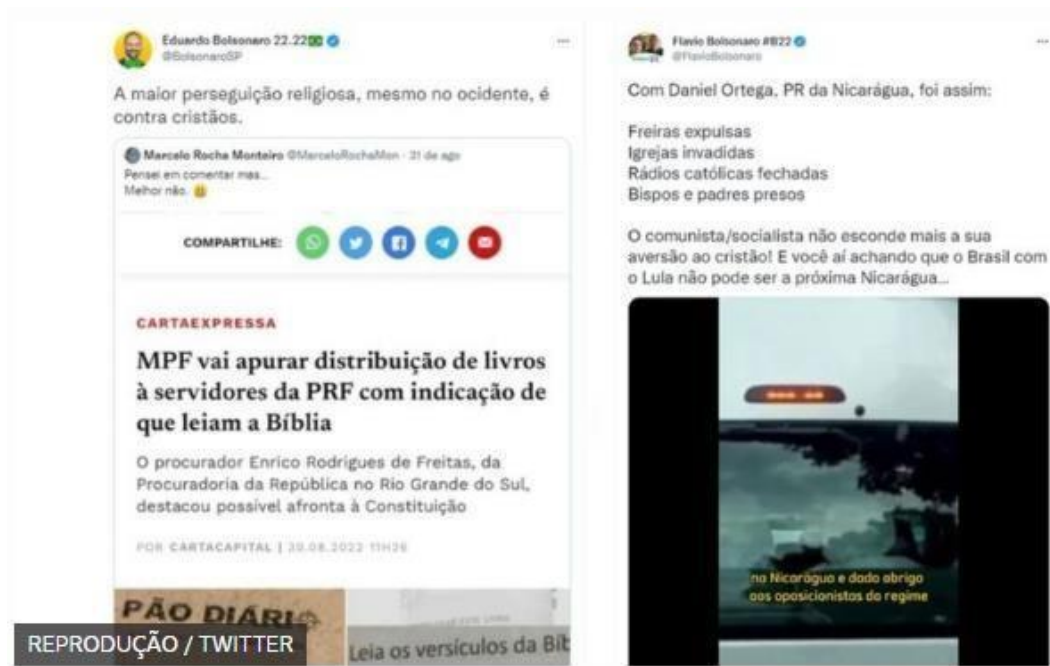 Eduardo Bolsonaro 22.22
@BolsonaroSP
A maior perseguição religiosa, mesmo no ocidente, é
contra cristãos.
Marcelo Rocha Monteiro @MarceloRochaMon · 31 de ago
Pensei em comentar mas...
Melhor não.
COMPARTILHE:
CARTAEXPRESSA
MPF vai apurar distribuição de livros
à servidores da PRF com indicação de
que leiam a Bíblia
O procurador Enrico Rodrigues de Freitas, da
Procuradoria da República no Rio Grande do Sul,
destacou possível afronta à Constituição
POR CARTACAPITAL | 30.08.2022 11H26
PÃO DIÁRIO
Leia os versículos da Bíb
REPRODUÇÃO / TWITTER
Flavio Bolsonaro #B22
@FlavioBolsonaro
Com Daniel Ortega, PR da Nicarágua, foi assim:
Freiras expulsas
Igrejas invadidas
Rádios católicas fechadas
Bispos e padres presos
O comunista/socialista não esconde mais a sua
aversão ao cristão! E você aí achando que o Brasil com
o Lula não pode ser a próxima Nicarágua...
na Nicarágua e dado abrigo
aos oposicionistas do regime